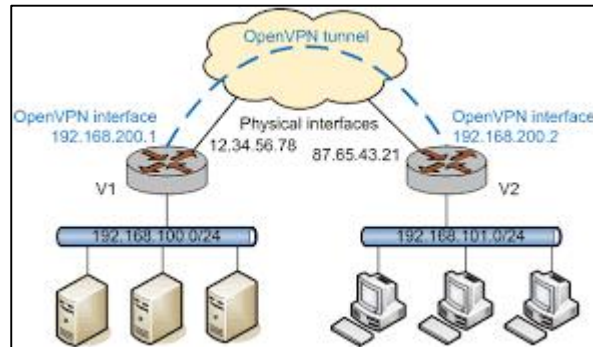 OpenVPN tunnel
OpenVPN interface
192.168.200.1
Physical interfaces
12.34.56.78
87.65.43.21
OpenVPN interface
192.168.200.2
V1
V2
192.168.100.0/24
192.168.101.0/24